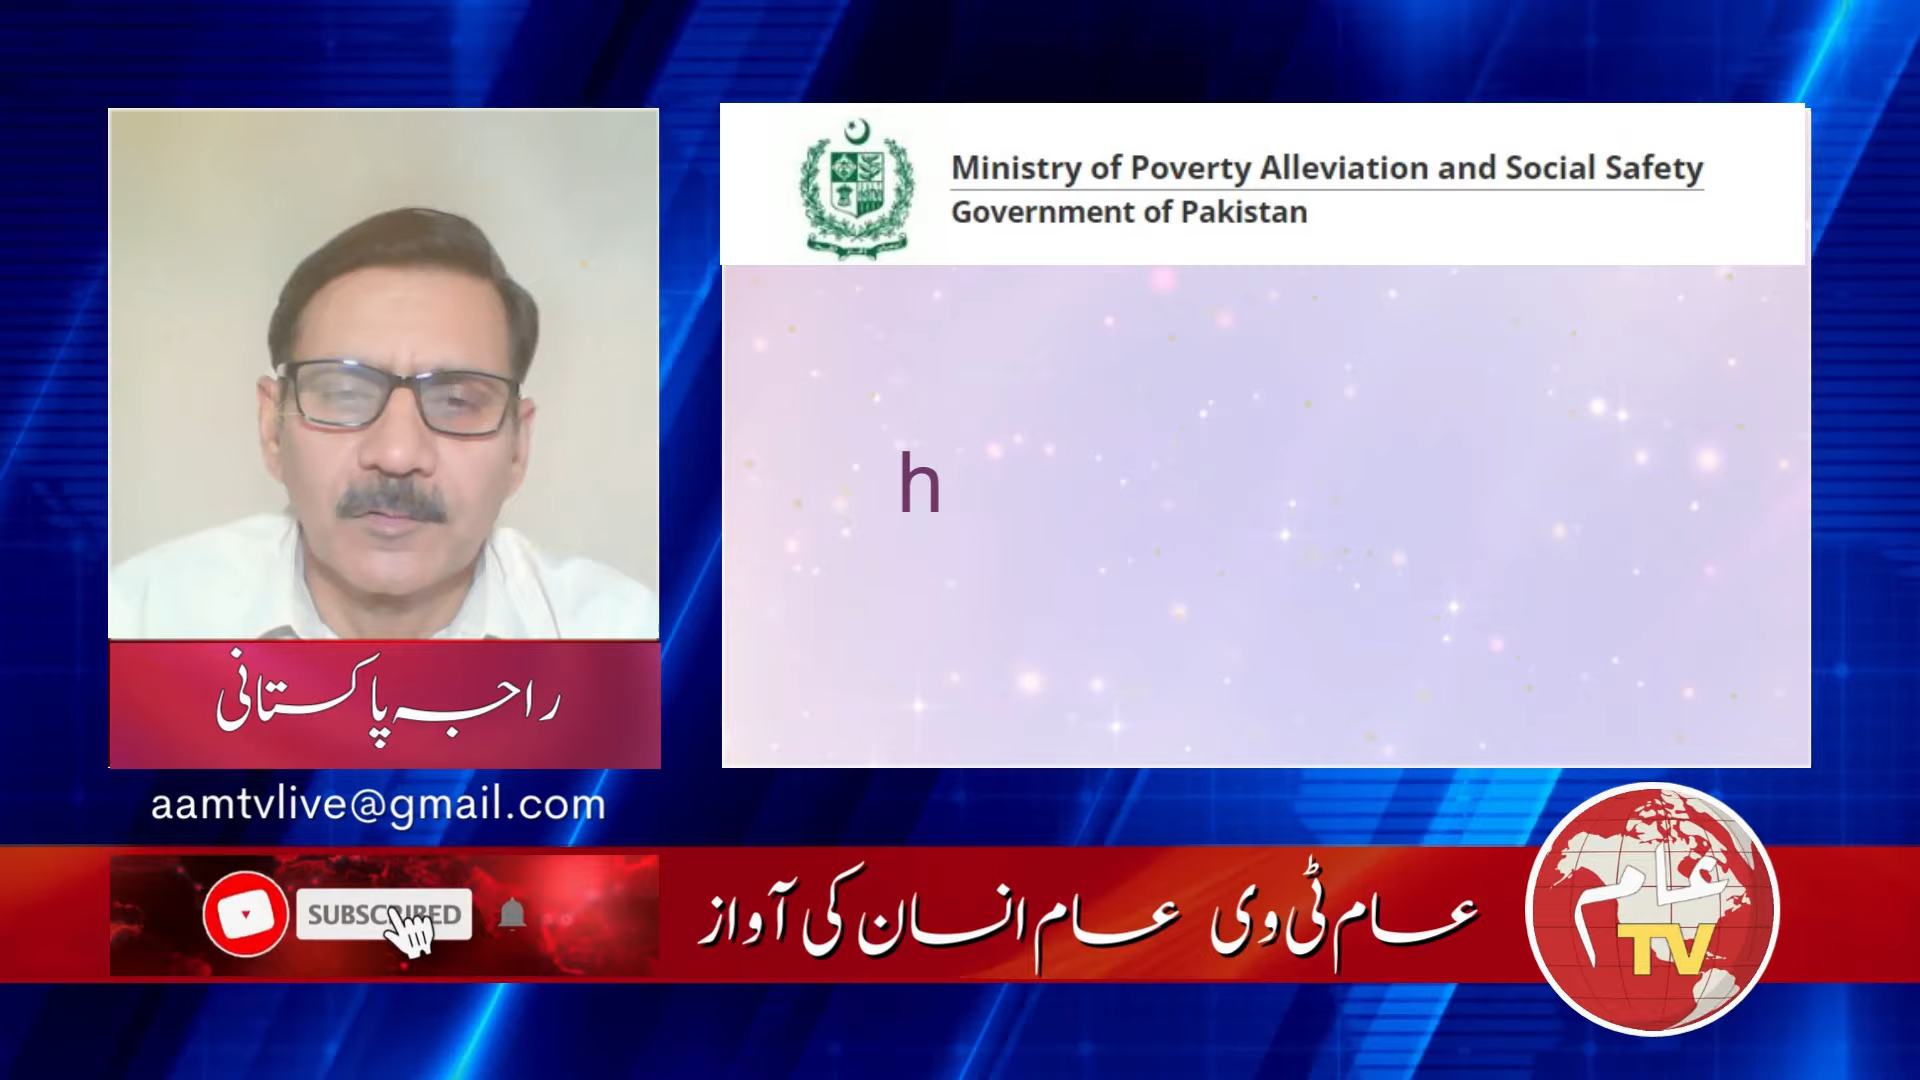 Ministry of Poverty Alleviation and Social Safety
Government of Pakistan
h
راجہ پاکستانی
aamtvlive@gmail.com
SUBSCRIBED
عام ٹی وی عام انسان کی آواز
عام
TV